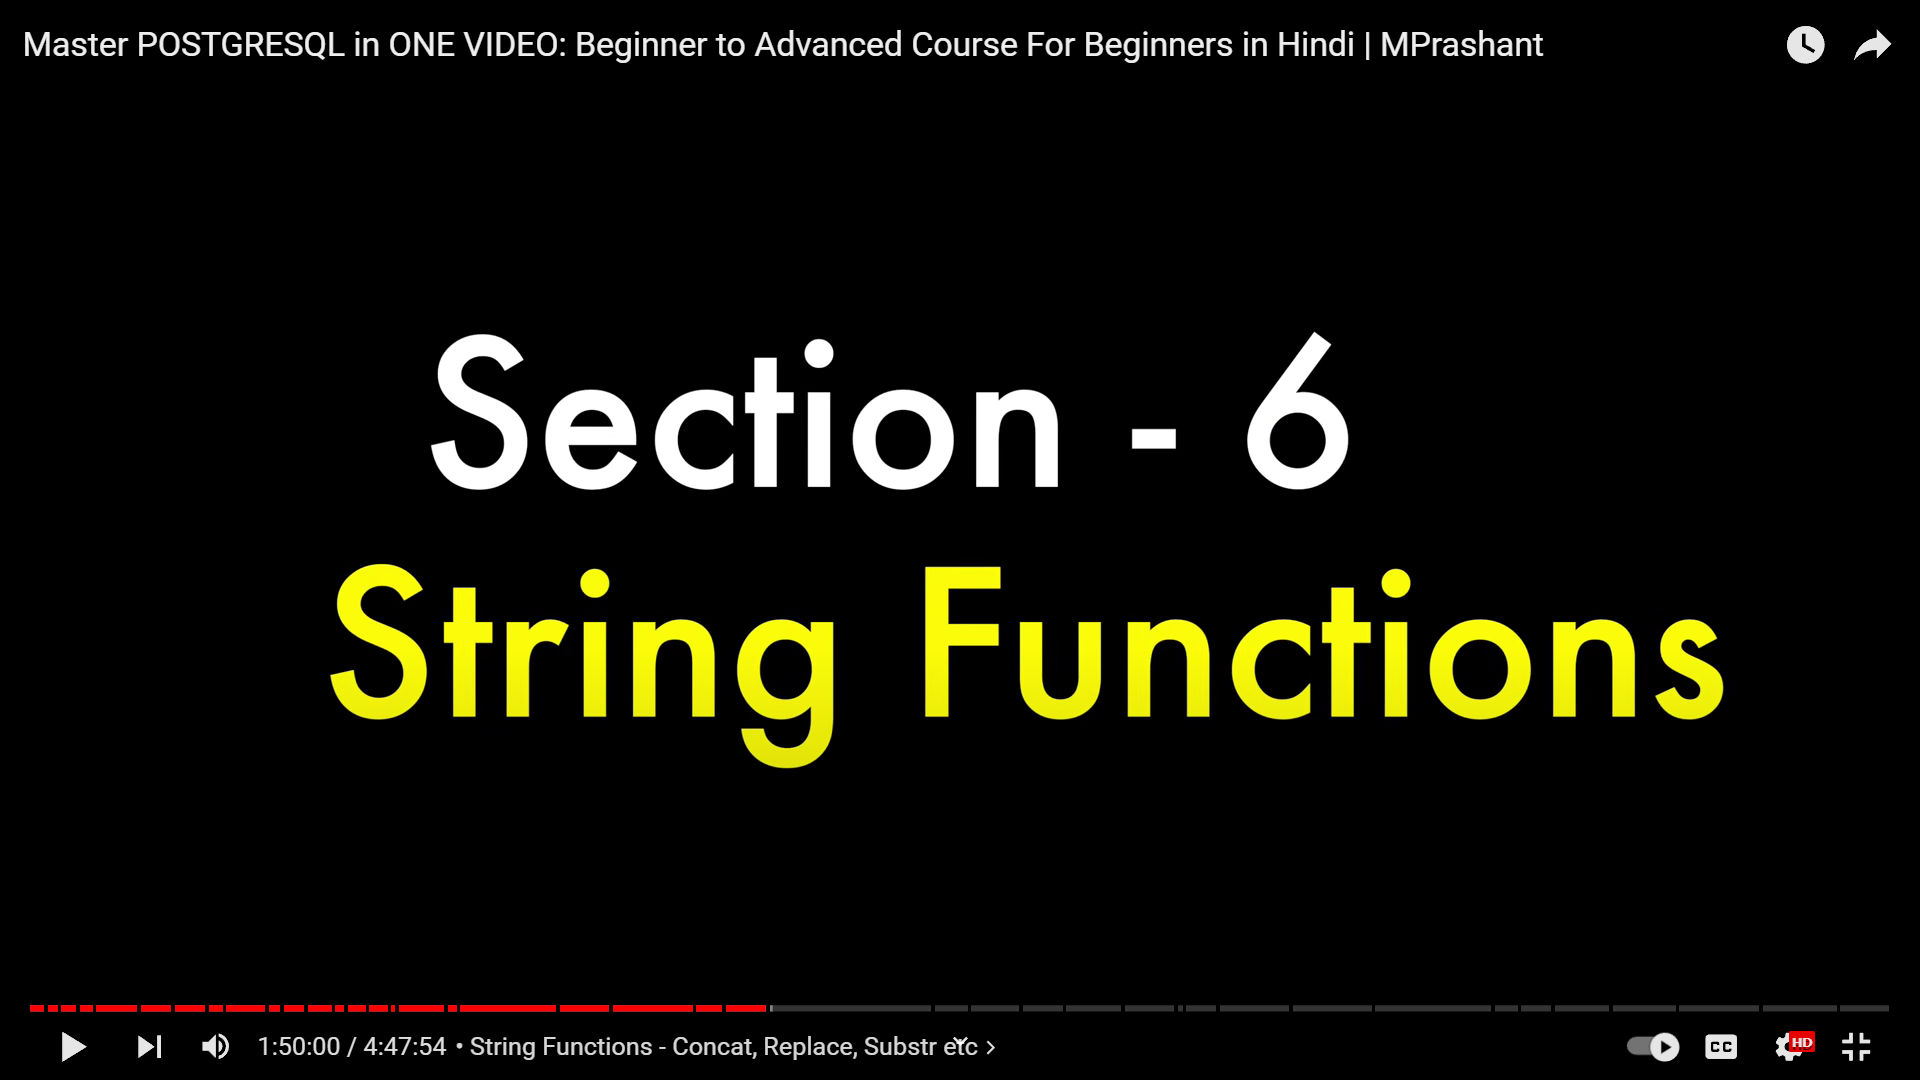 Master POSTGRESQL in ONE VIDEO: Beginner to Advanced Course For Beginners in Hindi | MPrashant
Section - 6
String Functions
1:50:00 / 4:47:54 • String Functions - Concat, Replace, Substr etc
CC
HD